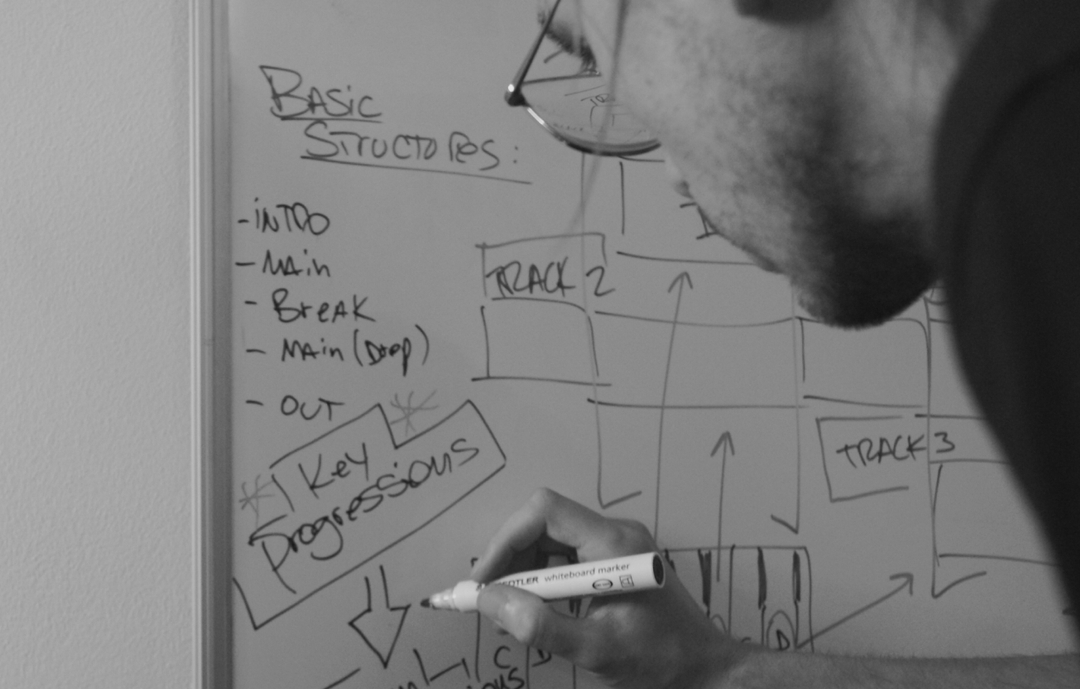 BASIC
STRUCTURES:
- INTRO
- MAin
- BreAK
- MAin (Drop)
- OUT
Key
Progressions
TRACK 2
TRACK 3
STAEDTLER whiteboard marker
C D
D